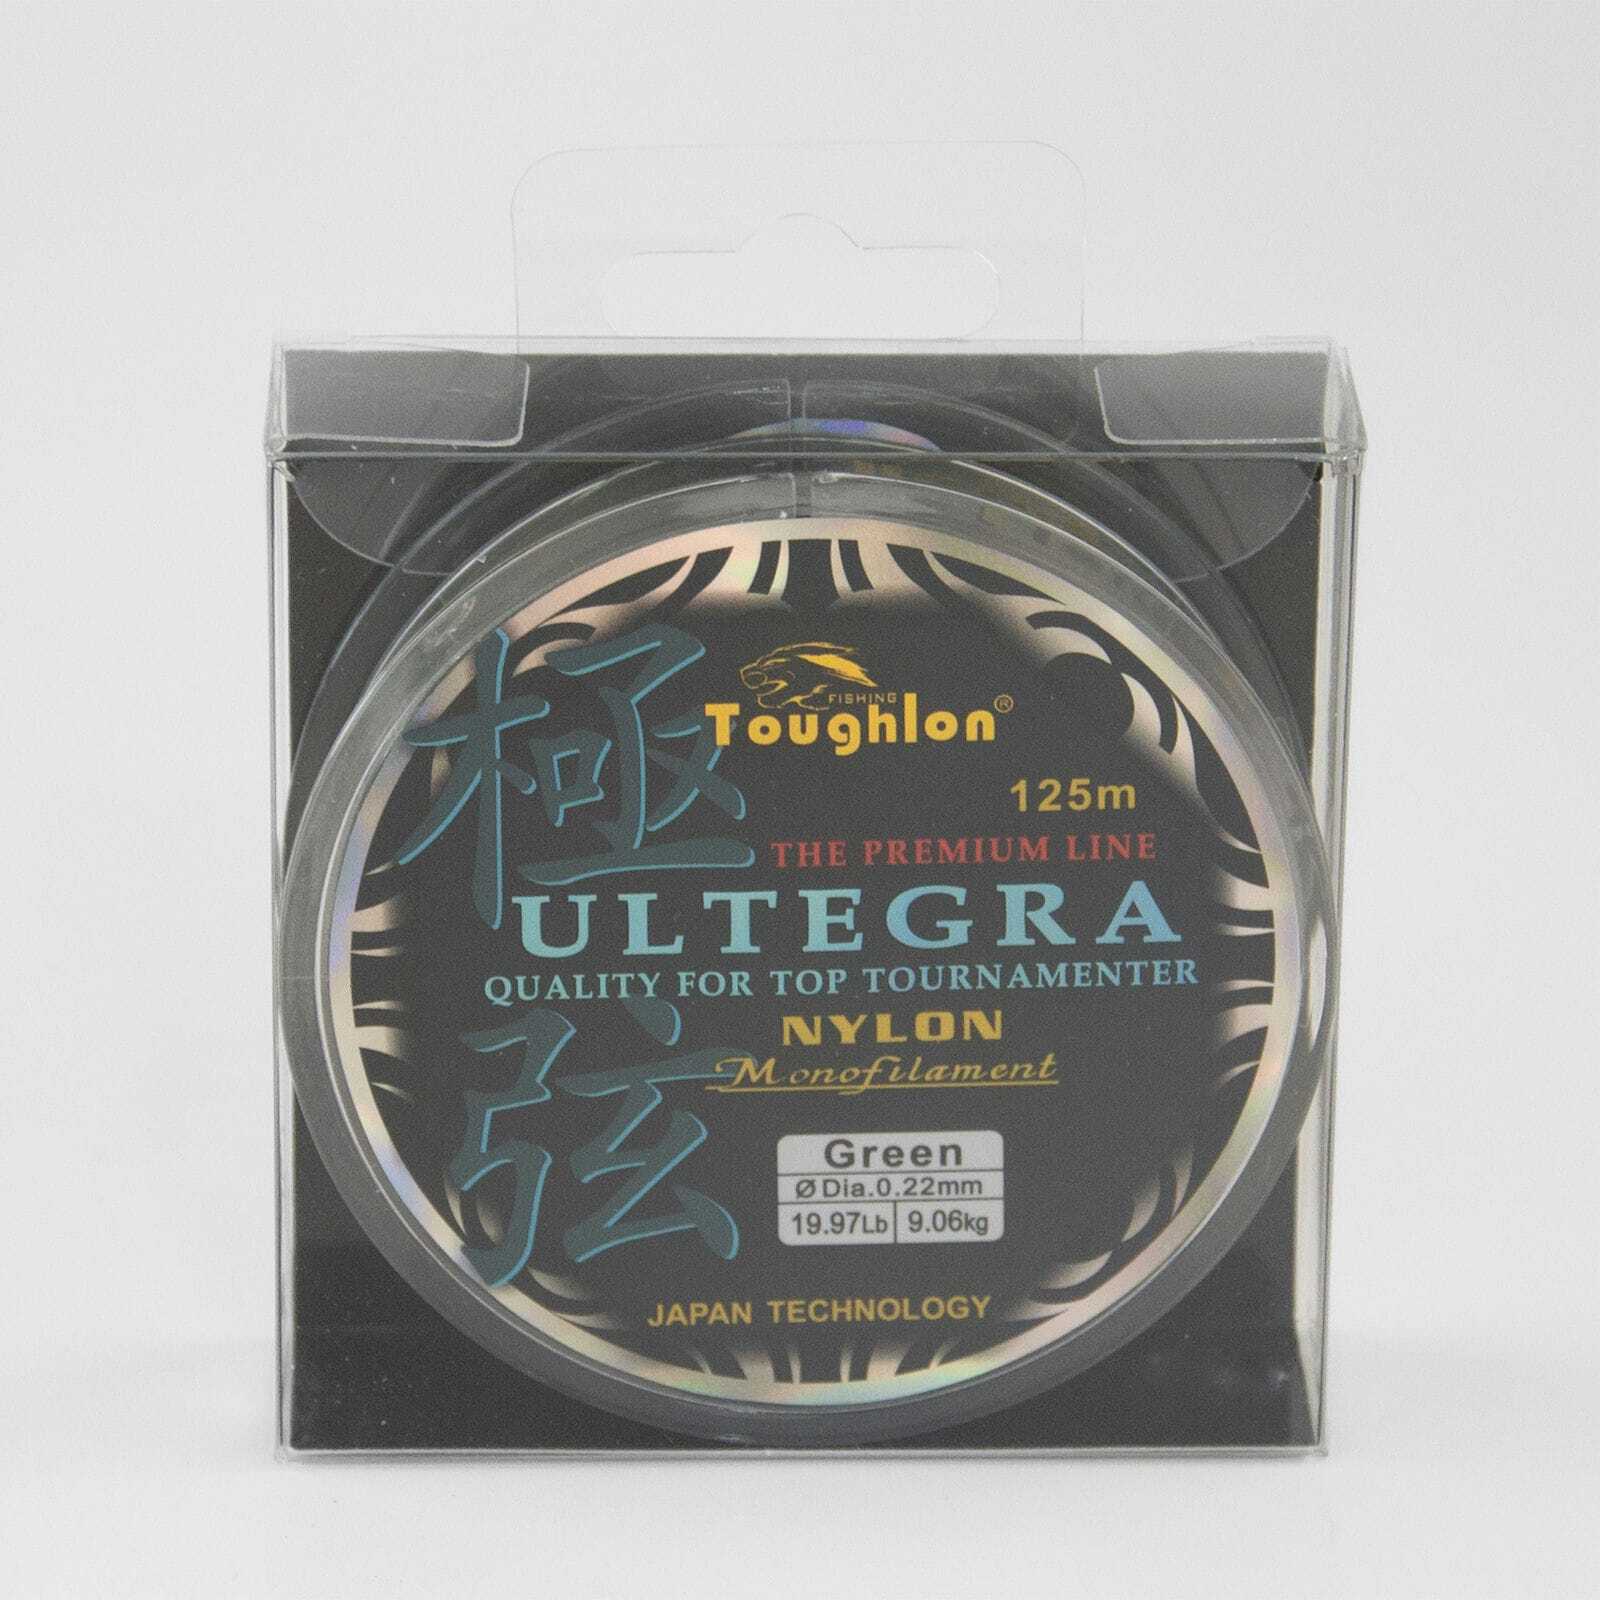 FISHING
Toughlon®
125m
THE PREMIUM LINE
ULTEGRA
QUALITY FOR TOP TOURNAMENTER
NYLON
Monofilament
極
弦
Green
Ø Dia.0.22mm
19.97Lb 9.06kg
JAPAN TECHNOLOGY